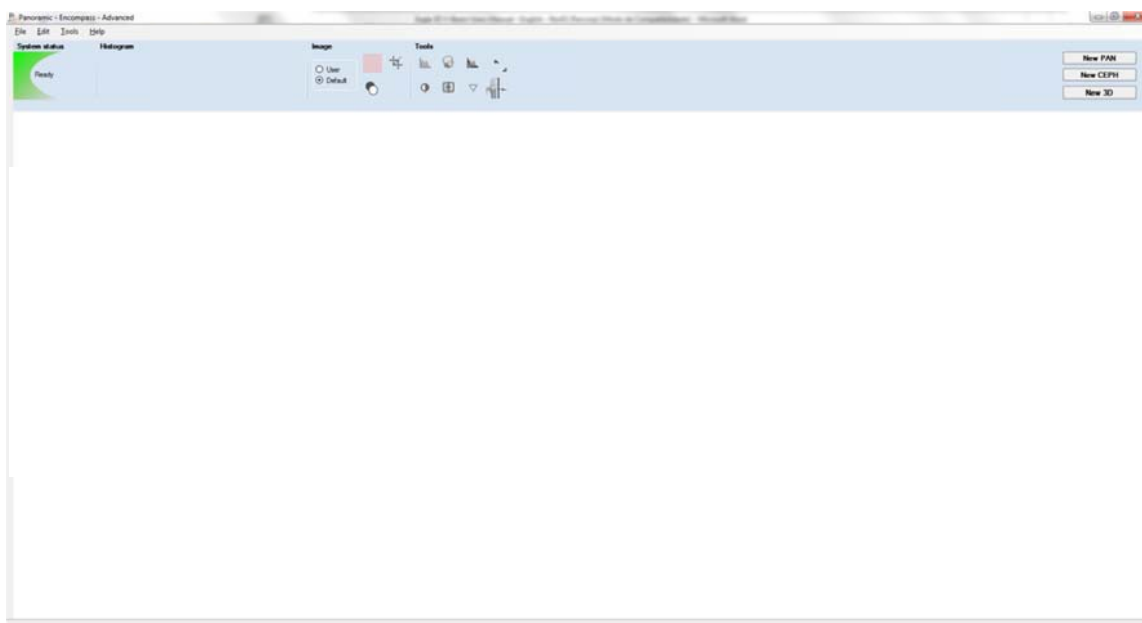 Panoramic - Encompass - Advanced
File Edit Tools Help
System status Histogram Image Tools
Ready
User
Default
New PAN
New CEPH
New 3D